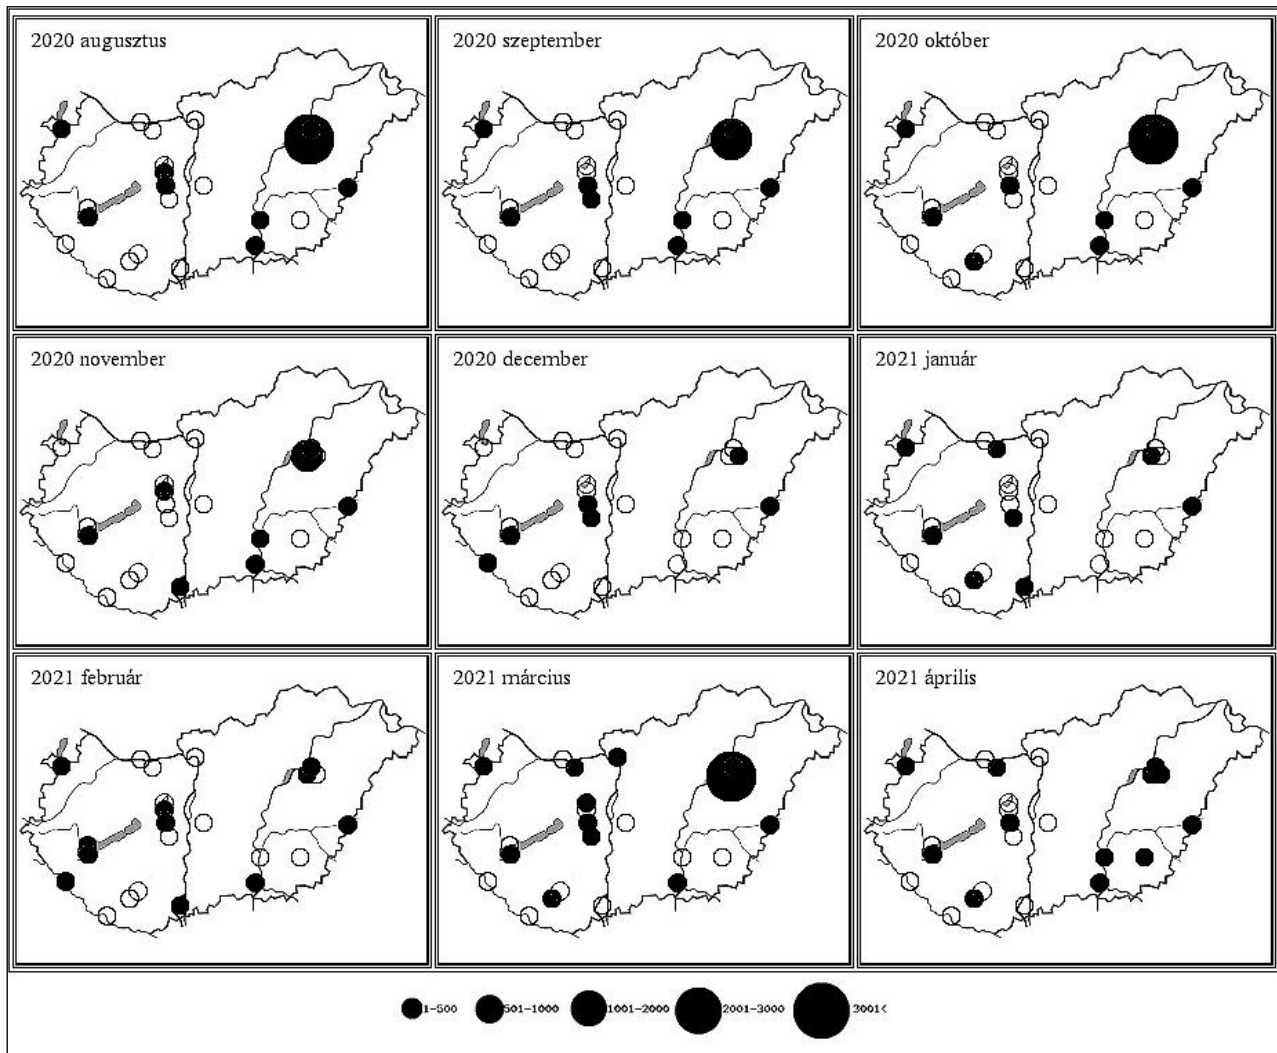 2020 augusztus
2020 szeptember
2020 október
2020 november
2020 december
2021 január
2021 február
2021 március
2021 április
1-500
501-1000
1001-2000
2001-3000
3001<